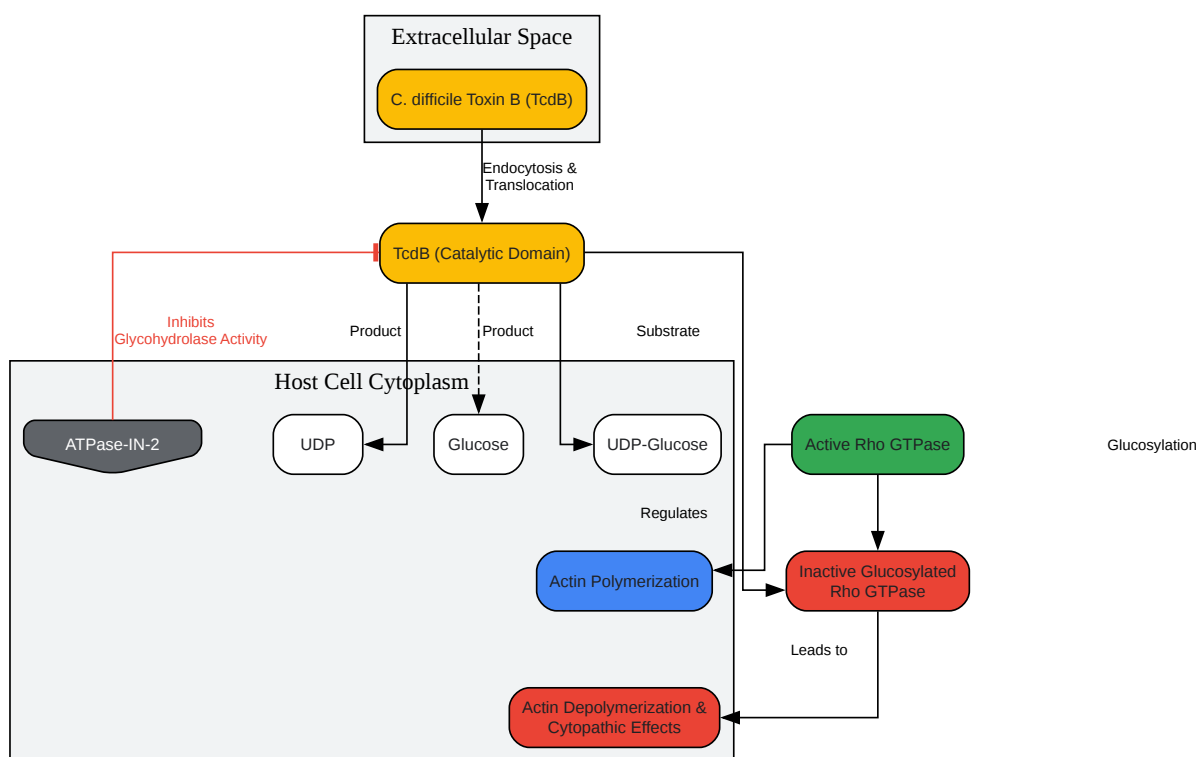 Extracellular Space
C. difficile Toxin B (TcdB)
Endocytosis &
Translocation
TcdB (Catalytic Domain)
Inhibits
Glycohydrolase Activity
Product
Product
Substrate
Host Cell Cytoplasm
ATPase-IN-2
UDP
Glucose
UDP-Glucose
Active Rho GTPase
Glucosylation
Regulates
Actin Polymerization
Inactive Glucosylated
Rho GTPase
Leads to
Actin Depolymerization &
Cytopathic Effects